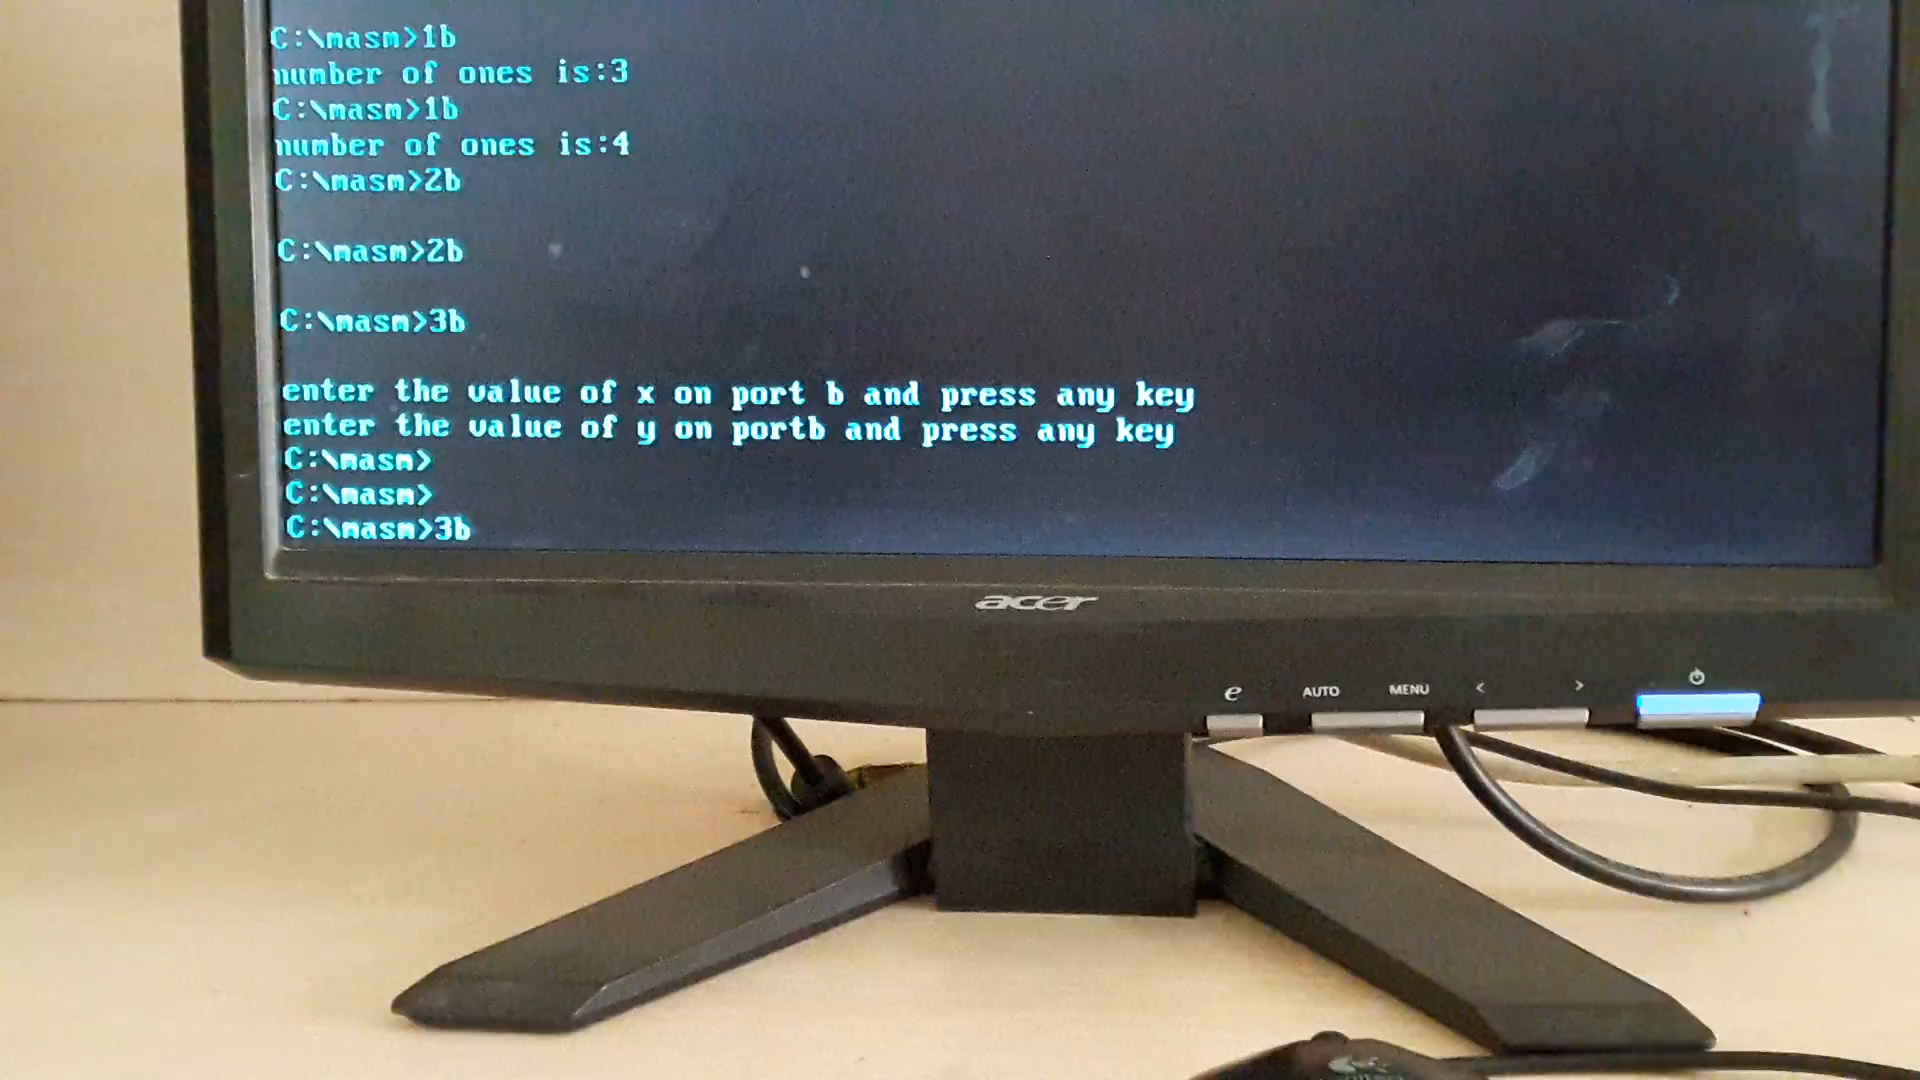 C:\masm>1b
number of ones is:3
C:\masm>1b
number of ones is:4
C:\masm>2b
C:\masm>2b
C:\masm>3b
enter the value of x on port b and press any key
enter the value of y on portb and press any key
C:\masm>
C:\masm>
C:\masm>3b
acer
e AUTO MENU < >